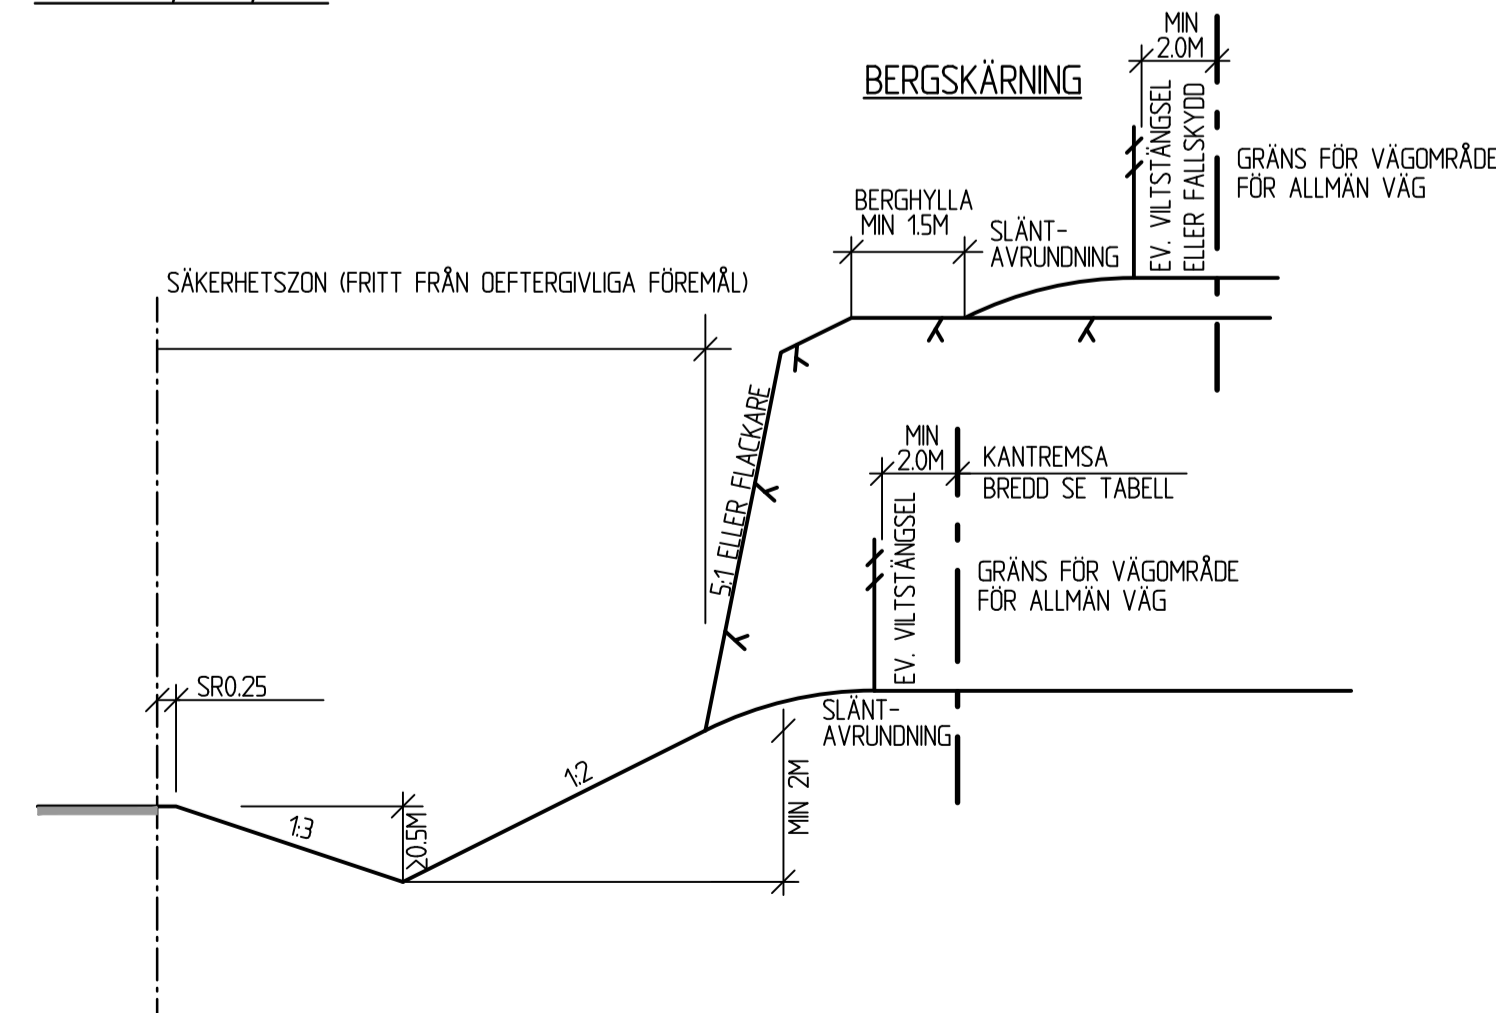 MIN
2.0M
BERGSKÄRNING
EV. VILTSTÄNGSEL
ELLER FALLSKYDD
GRÄNS FÖR VÄGOMRÅDE
FÖR ALLMÄN VÄG
BERGHYLLA
MIN 1.5M
SLÄNT-
AVRUNDNING
SÄKERHETSZON (FRITT FRÅN OEFTERGIVLIGA FÖREMÅL)
5:1 ELLER FLACKARE
MIN
2.0M
KANTREMSA
BREDD SE TABELL
EV. VILTSTÄNGSEL
GRÄNS FÖR VÄGOMRÅDE
FÖR ALLMÄN VÄG
SR0.25
SLÄNT-
AVRUNDNING
1:2
MIN 2M
1:3
≥0.5M